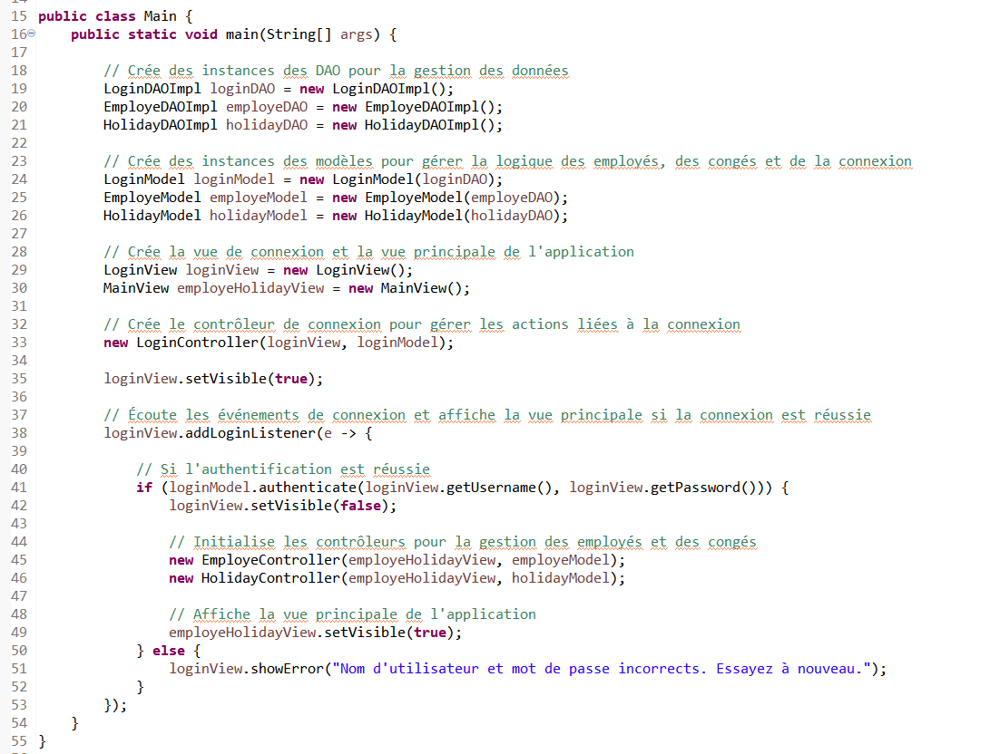 15 public class Main {
16 public static void main(String[] args) {
17
18 // Crée des instances des DAO pour la gestion des données
19 LoginDAOImpl loginDAO = new LoginDAOImpl();
20 EmployeDAOImpl employeDAO = new EmployeDAOImpl();
21 HolidayDAOImpl holidayDAO = new HolidayDAOImpl();
22
23 // Crée des instances des modèles pour gérer la logique des employés, des congés et de la connexion
24 LoginModel loginModel = new LoginModel(loginDAO);
25 EmployeModel employeModel = new EmployeModel(employeDAO);
26 HolidayModel holidayModel = new HolidayModel(holidayDAO);
27
28 // Crée la vue de connexion et la vue principale de l'application
29 LoginView loginView = new LoginView();
30 MainView employeHolidayView = new MainView();
31
32 // Crée le contrôleur de connexion pour gérer les actions liées à la connexion
33 new LoginController(loginView, loginModel);
34
35 loginView.setVisible(true);
36
37 // Écoute les événements de connexion et affiche la vue principale si la connexion est réussie
38 loginView.addLoginListener(e -> {
39
40 // Si l'authentification est réussie
41 if (loginModel.authenticate(loginView.getUsername(), loginView.getPassword())) {
42 loginView.setVisible(false);
43
44 // Initialise les contrôleurs pour la gestion des employés et des congés
45 new EmployeController(employeHolidayView, employeModel);
46 new HolidayController(employeHolidayView, holidayModel);
47
48 // Affiche la vue principale de l'application
49 employeHolidayView.setVisible(true);
50 } else {
51 loginView.showError("Nom d'utilisateur et mot de passe incorrects. Essayez à nouveau.");
52 }
53 });
54 }
55 }